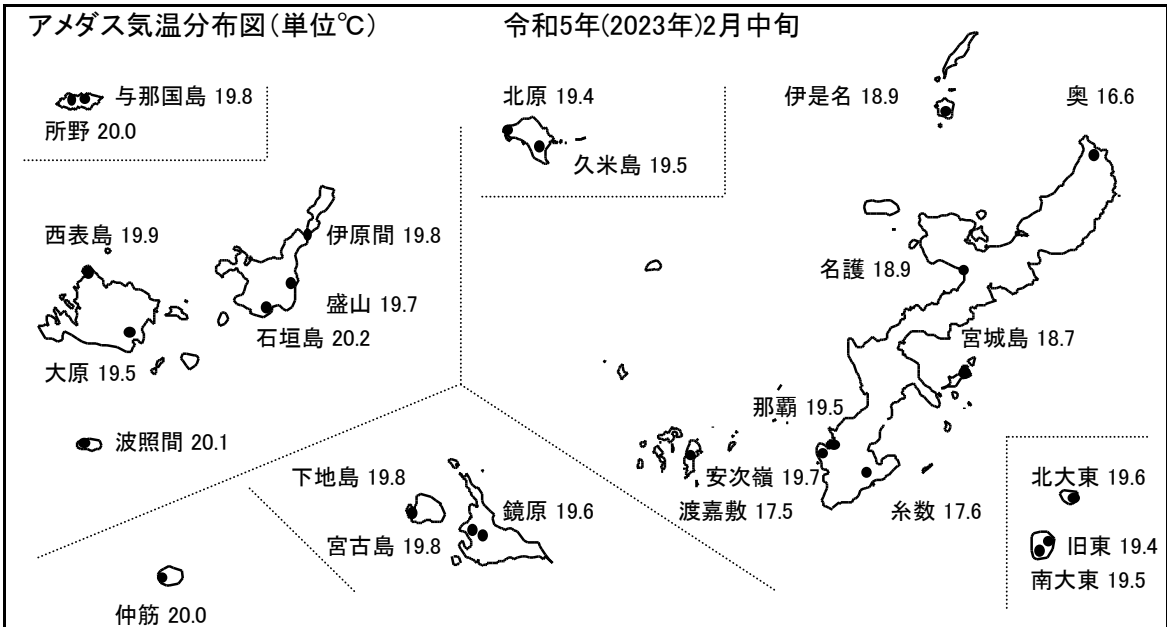 アメダス気温分布図(単位℃)
令和5年(2023年)2月中旬
与那国島 19.8
所野 20.0
北原 19.4
久米島 19.5
伊是名 18.9
奥 16.6
西表島 19.9
伊原間 19.8
盛山 19.7
石垣島 20.2
大原 19.5
波照間 20.1
名護 18.9
宮城島 18.7
那覇 19.5
安次嶺 19.7
渡嘉敷 17.5
糸数 17.6
下地島 19.8
鏡原 19.6
宮古島 19.8
仲筋 20.0
北大東 19.6
旧東 19.4
南大東 19.5